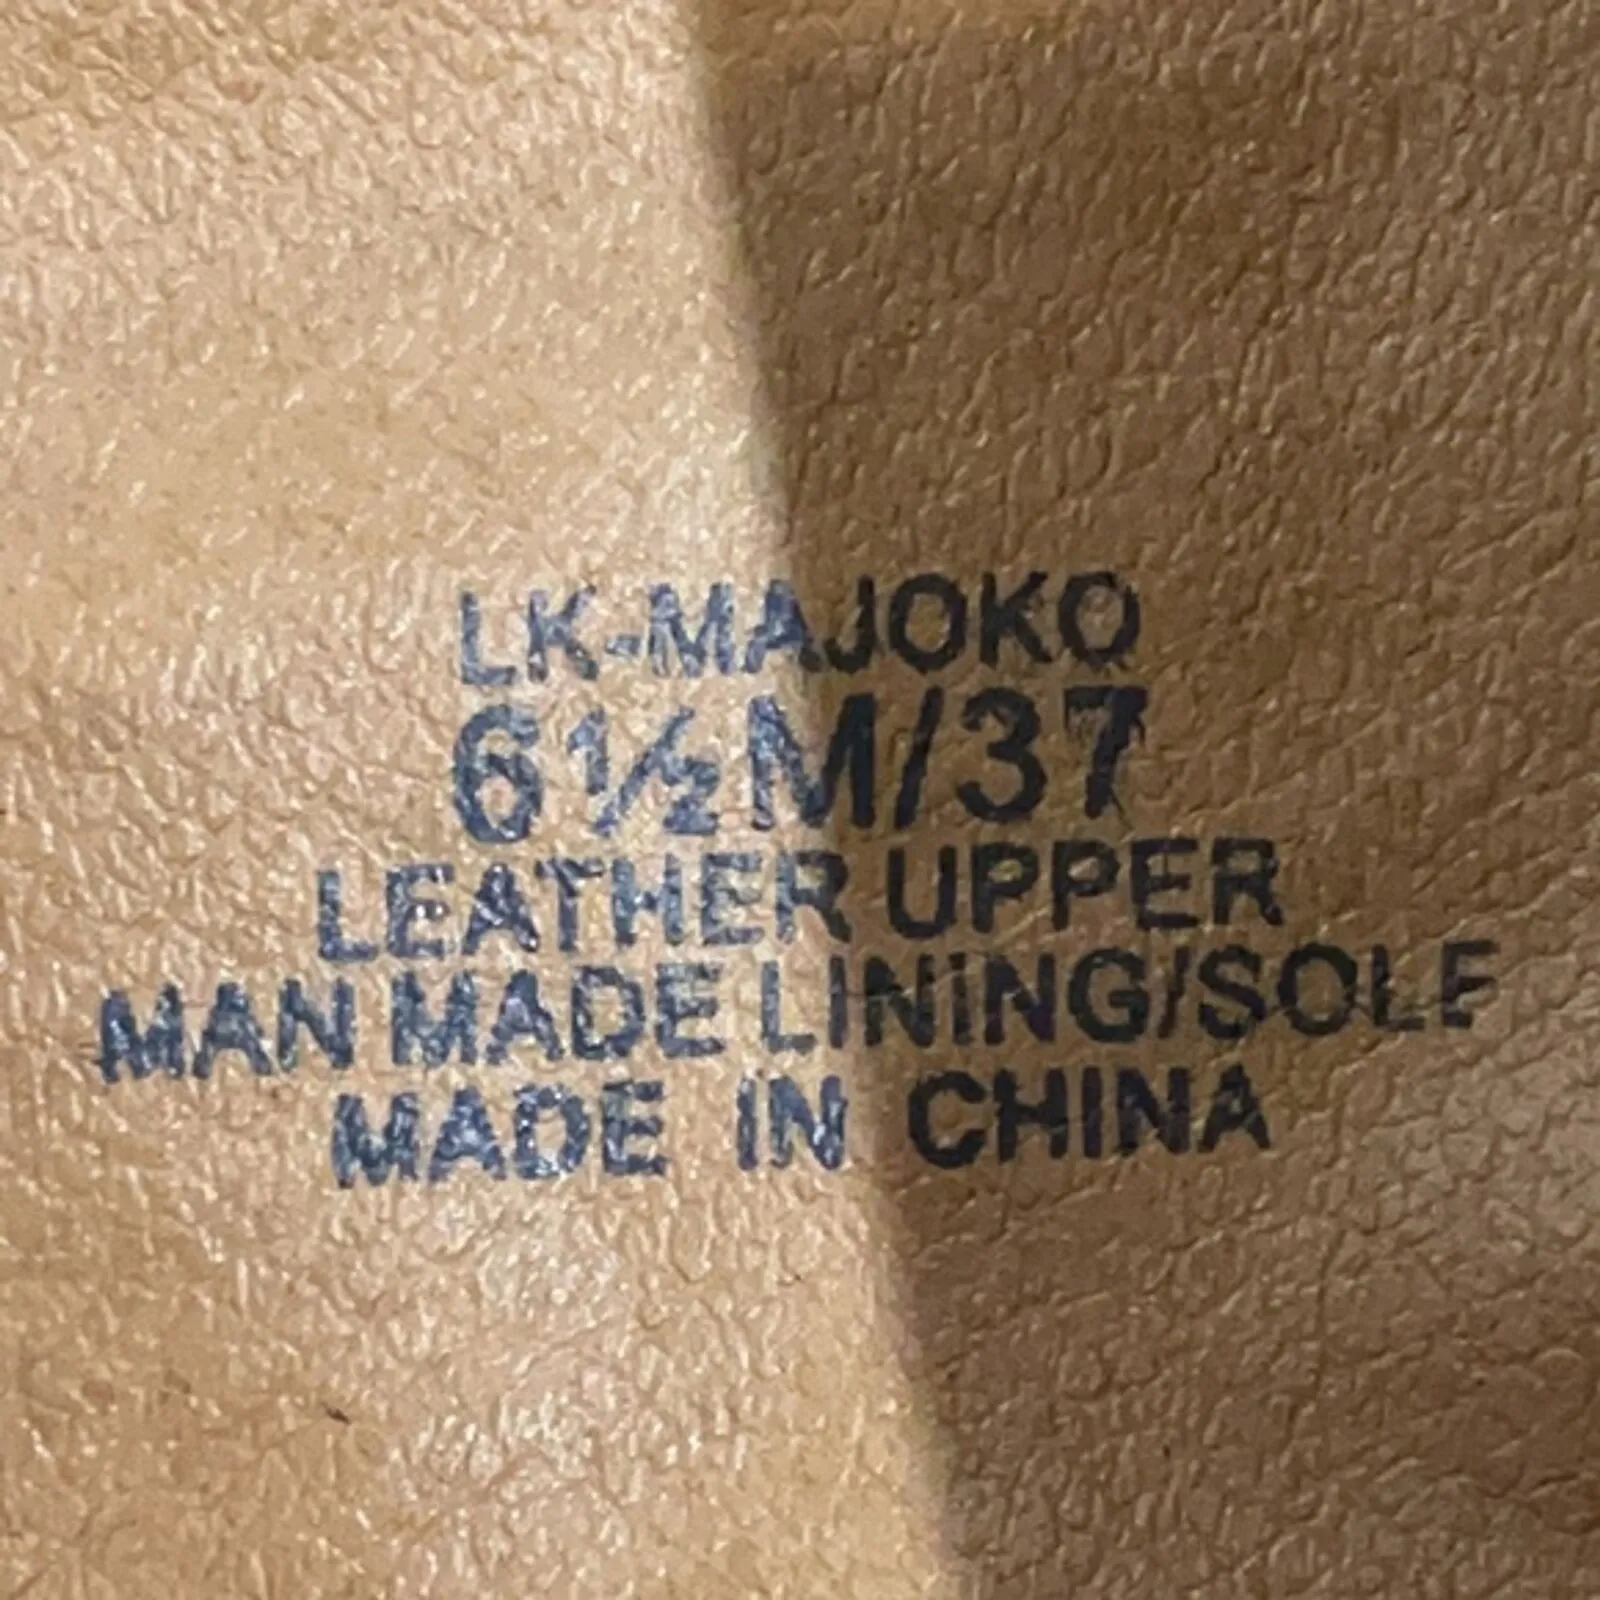 LK-MAJOKO
6½M/37
LEATHER UPPER
MAN MADE LINING/SOLE
MADE IN CHINA